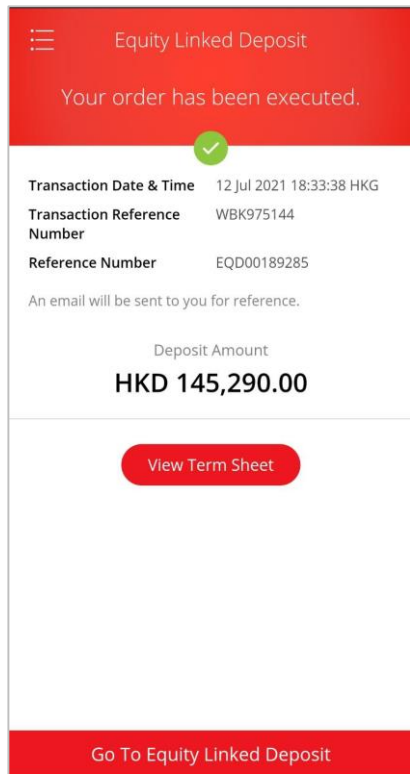 Equity Linked Deposit
Your order has been executed.
Transaction Date & Time 12 Jul 2021 18:33:38 HKG
Transaction Reference WBK975144
Number
Reference Number EQD00189285
An email will be sent to you for reference.
Deposit Amount
HKD 145,290.00
View Term Sheet
Go To Equity Linked Deposit